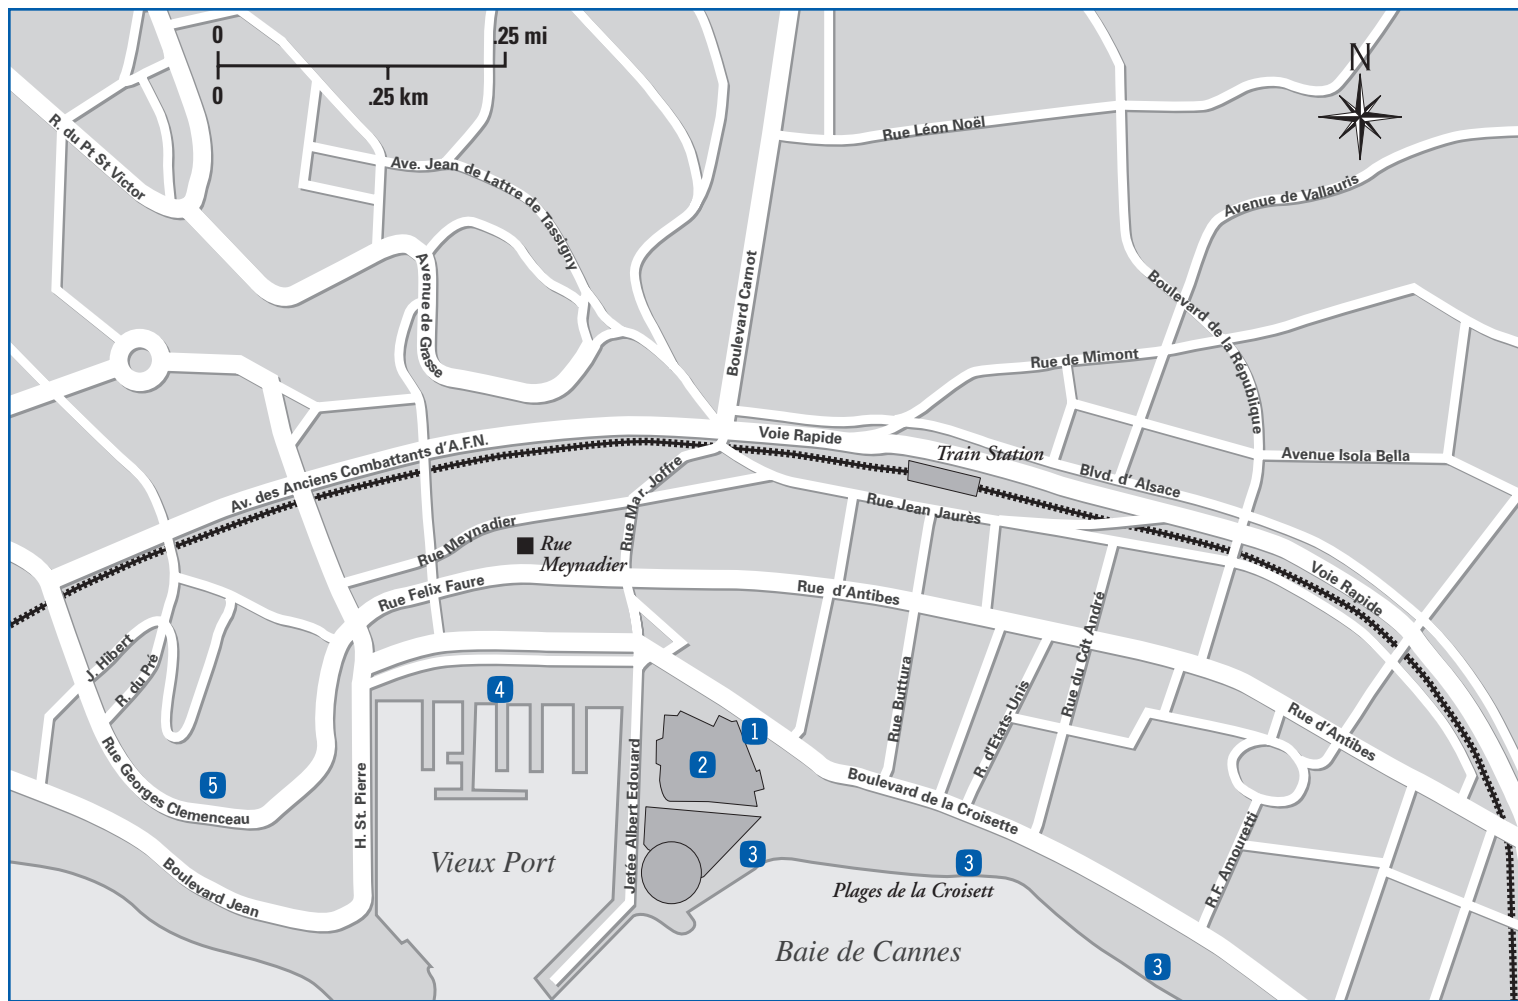 0
.25 mi
0
.25 km
N
R. du Pt St Victor
Ave. Jean de Lattre de Tassigny
Rue Léon Noël
Avenue de Vallauris
Avenue de Grasse
Boulevard Carnot
Boulevard de la République
Rue de Mimont
Av. des Anciens Combattants d'A.F.N.
Voie Rapide
Train Station
Avenue Isola Bella
Blvd. d' Alsace
Rue Mar. Joffre
Rue Jean Jaurès
Rue Meynadier
Rue
Meynadier
Rue Felix Faure
Rue d'Antibes
Voie Rapide
J. Hibert
R. du Pré
Rue Buttura
R. d'Etats-Unis
Rue du Cdt André
Rue d'Antibes
4
1
2
5
Rue Georges Clemenceau
H. St. Pierre
Jetée Albert Edouard
Boulevard de la Croisette
R.F. Amouretti
Vieux Port
3
3
Boulevard Jean
Plages de la Croisett
Baie de Cannes
3